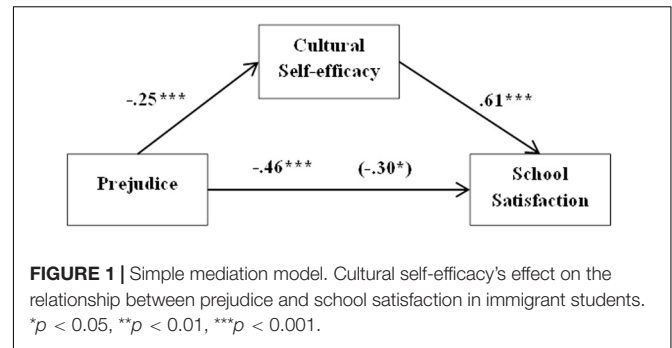 Cultural
Self-efficacy
-.25***
.61***
Prejudice
-.46*** (-.30*)
School
Satisfaction
FIGURE 1 | Simple mediation model. Cultural self-efficacy's effect on the
relationship between prejudice and school satisfaction in immigrant students.
*p < 0.05, **p < 0.01, ***p < 0.001.